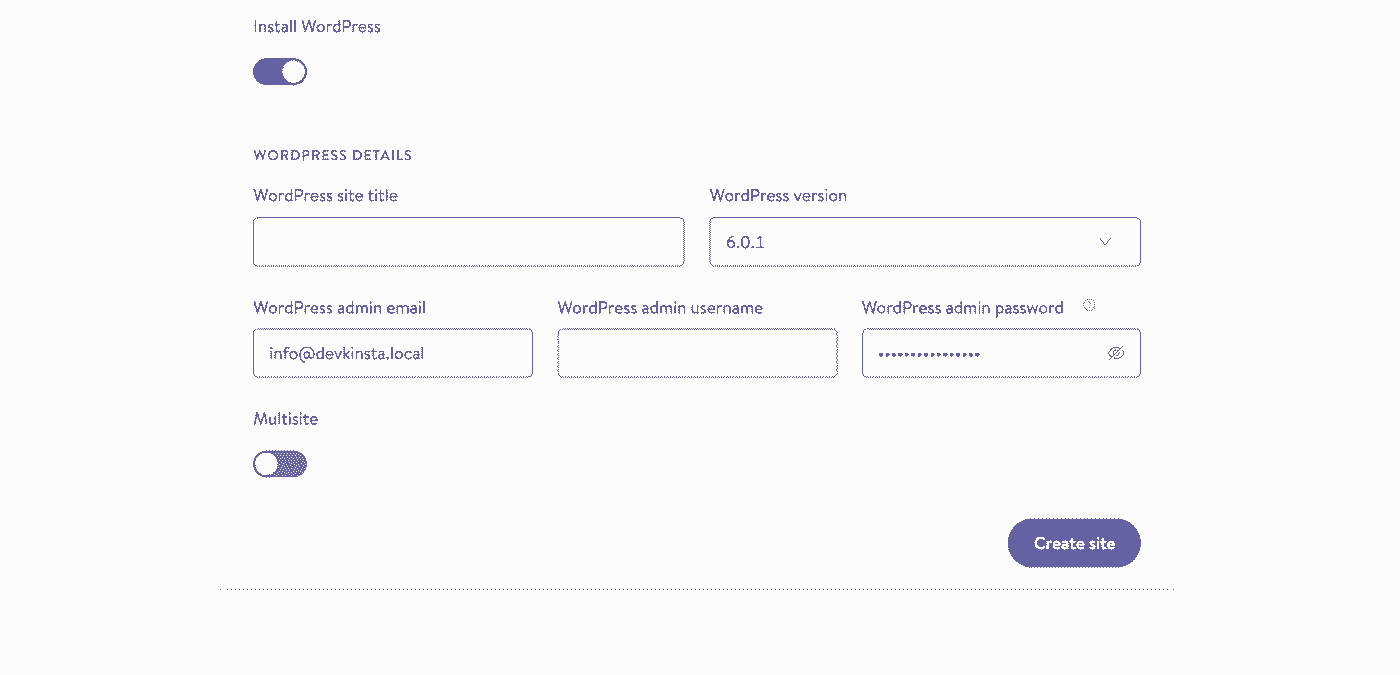 Install WordPress
WORDPRESS DETAILS
WordPress site title
WordPress version
6.0.1
WordPress admin email
WordPress admin username
WordPress admin password
info@devkinsta.local
••••••••••••••••
Multisite
Create site